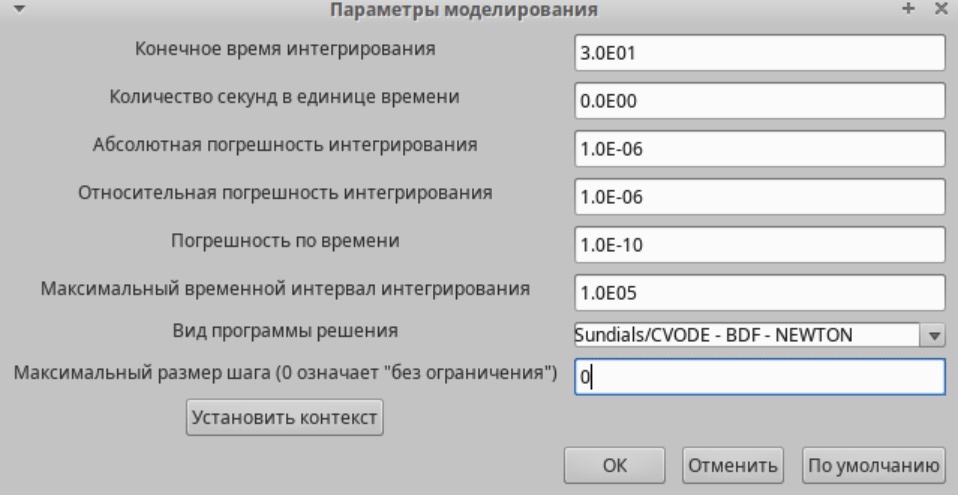 Параметры моделирования
Конечное время интегрирования 3.0E01
Количество секунд в единице времени 0.0E00
Абсолютная погрешность интегрирования 1.0E-06
Относительная погрешность интегрирования 1.0E-06
Погрешность по времени 1.0E-10
Максимальный временной интервал интегрирования 1.0E05
Вид программы решения Sundials/CVODE - BDF - NEWTON
Максимальный размер шага (0 означает "без ограничения") 0
Установить контекст
ОК Отменить По умолчанию